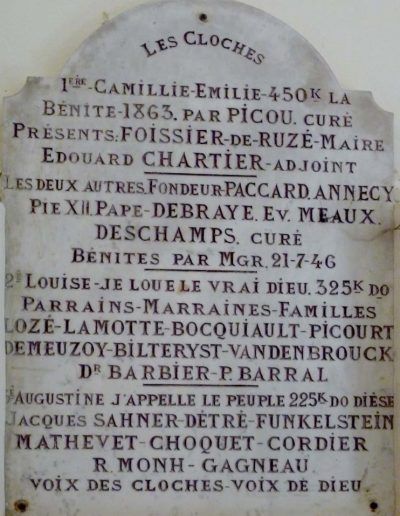 LES CLOCHES
1ERE-CAMILLIE-EMILIE-450K LA
BÉNITE-1863. PAR PICOU. CURÉ
PRÉSENTS: FOISSIER-DE-RUZÉ-MAIRE
EDOUARD CHARTIER-ADJOINT
LES DEUX AUTRES. FONDEUR-PACCARD. ANNECY
PIE XII. PAPE-DEBRAYE. EV. MEAUX.
DESCHAMPS. CURÉ
BÉNITES PAR MGR. 21-7-46
2E LOUISE-JE LOUE LE VRAI DIEU. 325K DO
PARRAINS-MARRAINES-FAMILLES
LOZÉ-LAMOTTE-BOCQUIAULT-PICOURT
DEMEUZOY-BILTERYST-VANDENBROUCK
DR BARBIER-P. BARRAL
AUGUSTINE J'APPELLE LE PEUPLE 225K DO DIÈSE
JACQUES SAHNER-DÉTRÉ-FUNKELSTEIN
MATHEVET-CHOQUET-CORDIER
R. MONH-GAGNEAU
VOIX DES CLOCHES-VOIX DE DIEU